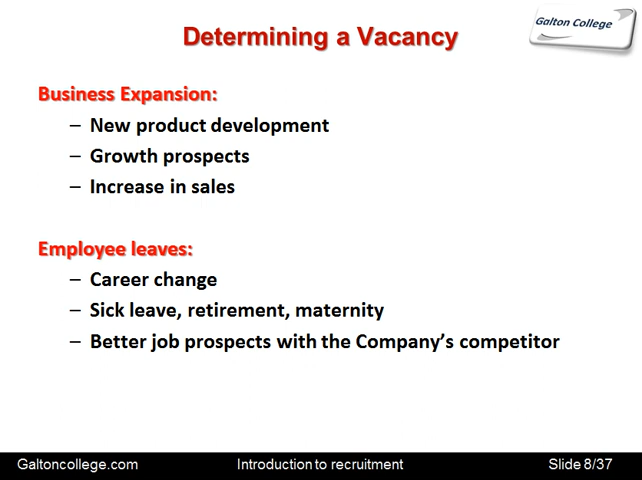 Determining a Vacancy
Galton College
Business Expansion:
– New product development
– Growth prospects
– Increase in sales
Employee leaves:
– Career change
– Sick leave, retirement, maternity
– Better job prospects with the Company’s competitor
Galtoncollege.com
Introduction to recruitment
Slide 8/37